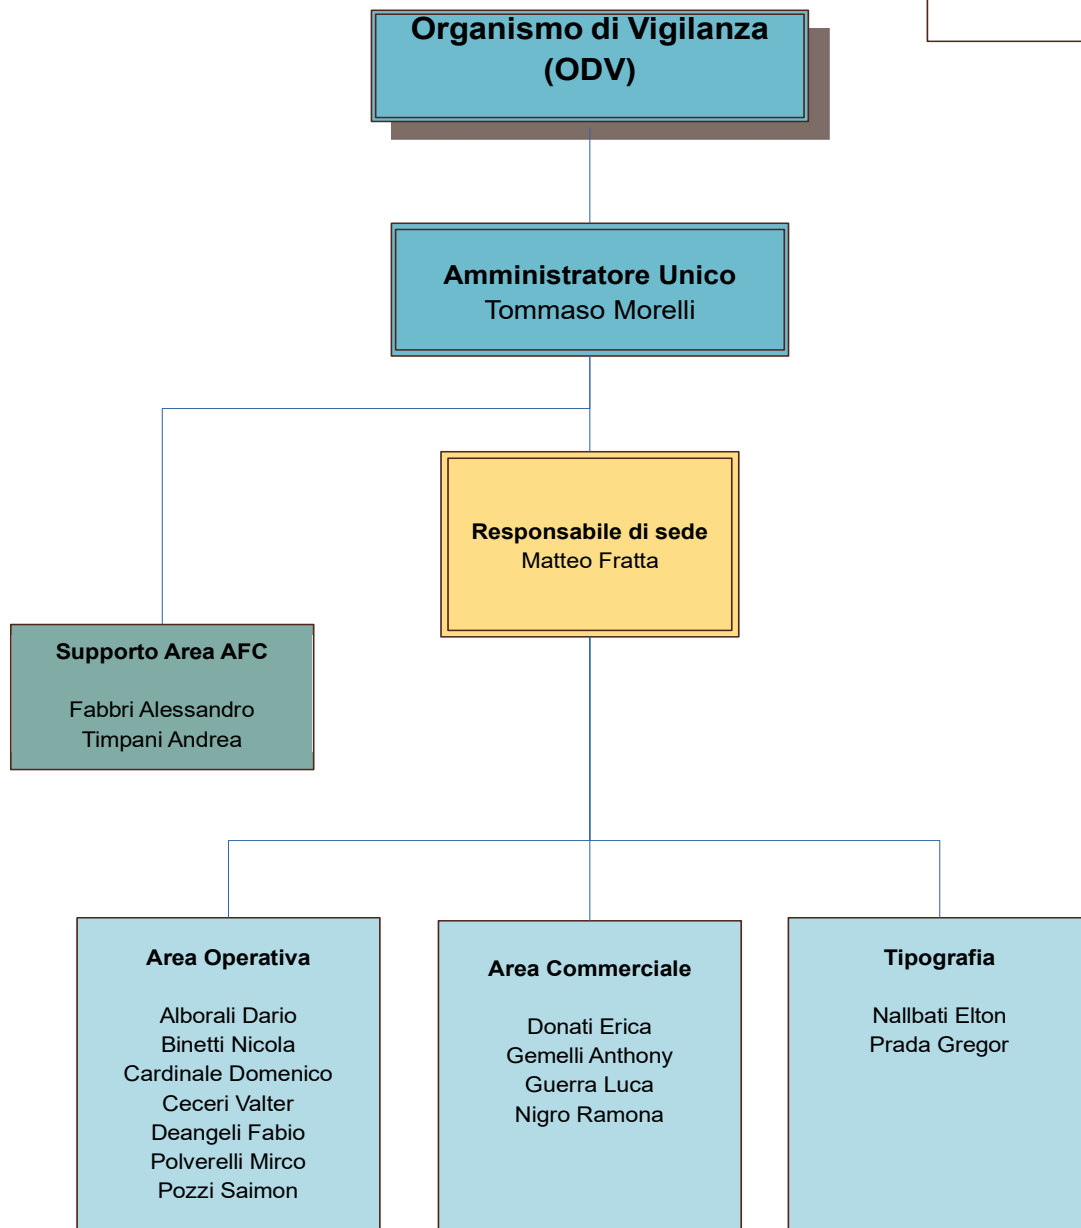 Organismo di Vigilanza
(ODV)
Amministratore Unico
Tommaso Morelli
Responsabile di sede
Matteo Fratta
Supporto Area AFC
Fabbri Alessandro
Timpani Andrea
Area Operativa
Alborali Dario
Binetti Nicola
Cardinale Domenico
Ceceri Valter
Deangeli Fabio
Polverelli Mirco
Pozzi Saimon
Area Commerciale
Donati Erica
Gemelli Anthony
Guerra Luca
Nigro Ramona
Tipografia
Nallbati Elton
Prada Gregor